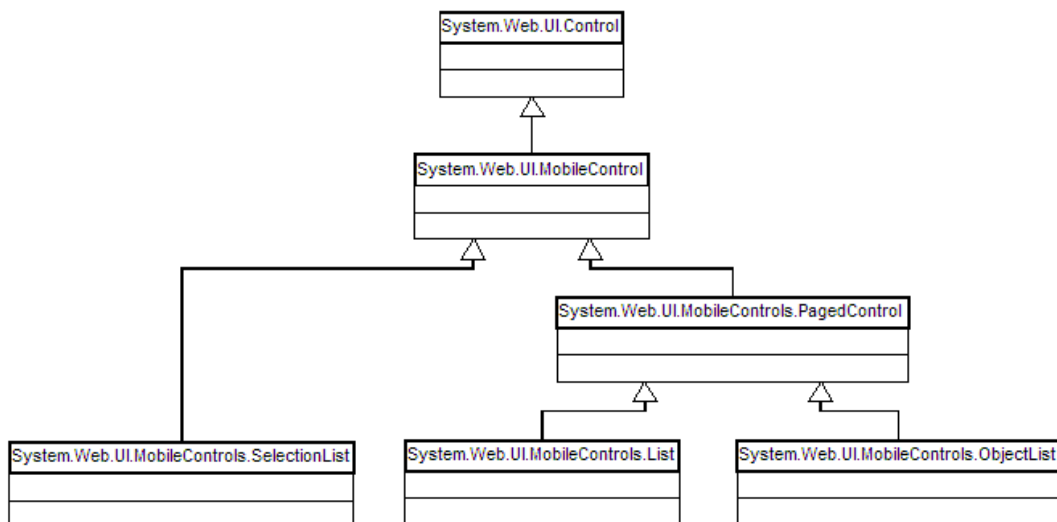 System.Web.UI.Control
System.Web.UI.MobileControl
System.Web.UI.MobileControls.PagedControl
System.Web.UI.MobileControls.SelectionList
System.Web.UI.MobileControls.List
System.Web.UI.MobileControls.ObjectList